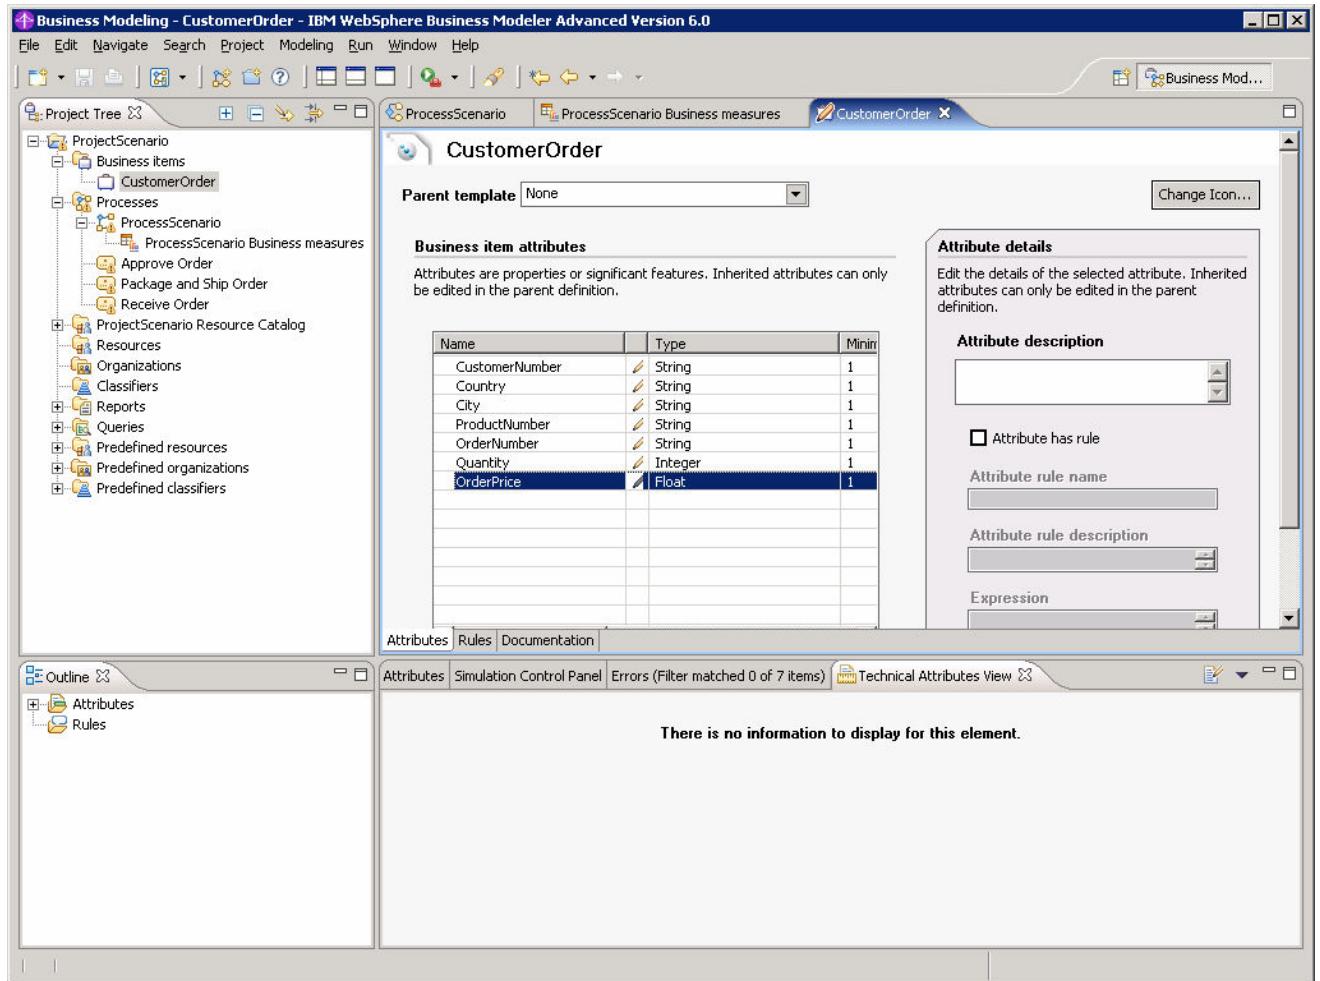 Business Modeling - CustomerOrder - IBM WebSphere Business Modeler Advanced Version 6.0
File Edit Navigate Search Project Modeling Run Window Help
Business Mod...
Project Tree
ProjectScenario
Business items
CustomerOrder
Processes
ProcessScenario
ProcessScenario Business measures
Approve Order
Package and Ship Order
Receive Order
ProjectScenario Resource Catalog
Resources
Organizations
Classifiers
Reports
Queries
Predefined resources
Predefined organizations
Predefined classifiers
ProcessScenario ProcessScenario Business measures CustomerOrder
CustomerOrder
Parent template None
Change Icon...
Business item attributes
Attributes are properties or significant features. Inherited attributes can only
be edited in the parent definition.
Name Type Minim
CustomerNumber String 1
Country String 1
City String 1
ProductNumber String 1
OrderNumber String 1
Quantity Integer 1
OrderPrice Float 1
Attribute details
Edit the details of the selected attribute. Inherited
attributes can only be edited in the parent
definition.
Attribute description
Attribute has rule
Attribute rule name
Attribute rule description
Expression
Attributes Rules Documentation
Outline
Attributes
Rules
Attributes Simulation Control Panel Errors (Filter matched 0 of 7 items) Technical Attributes View
There is no information to display for this element.